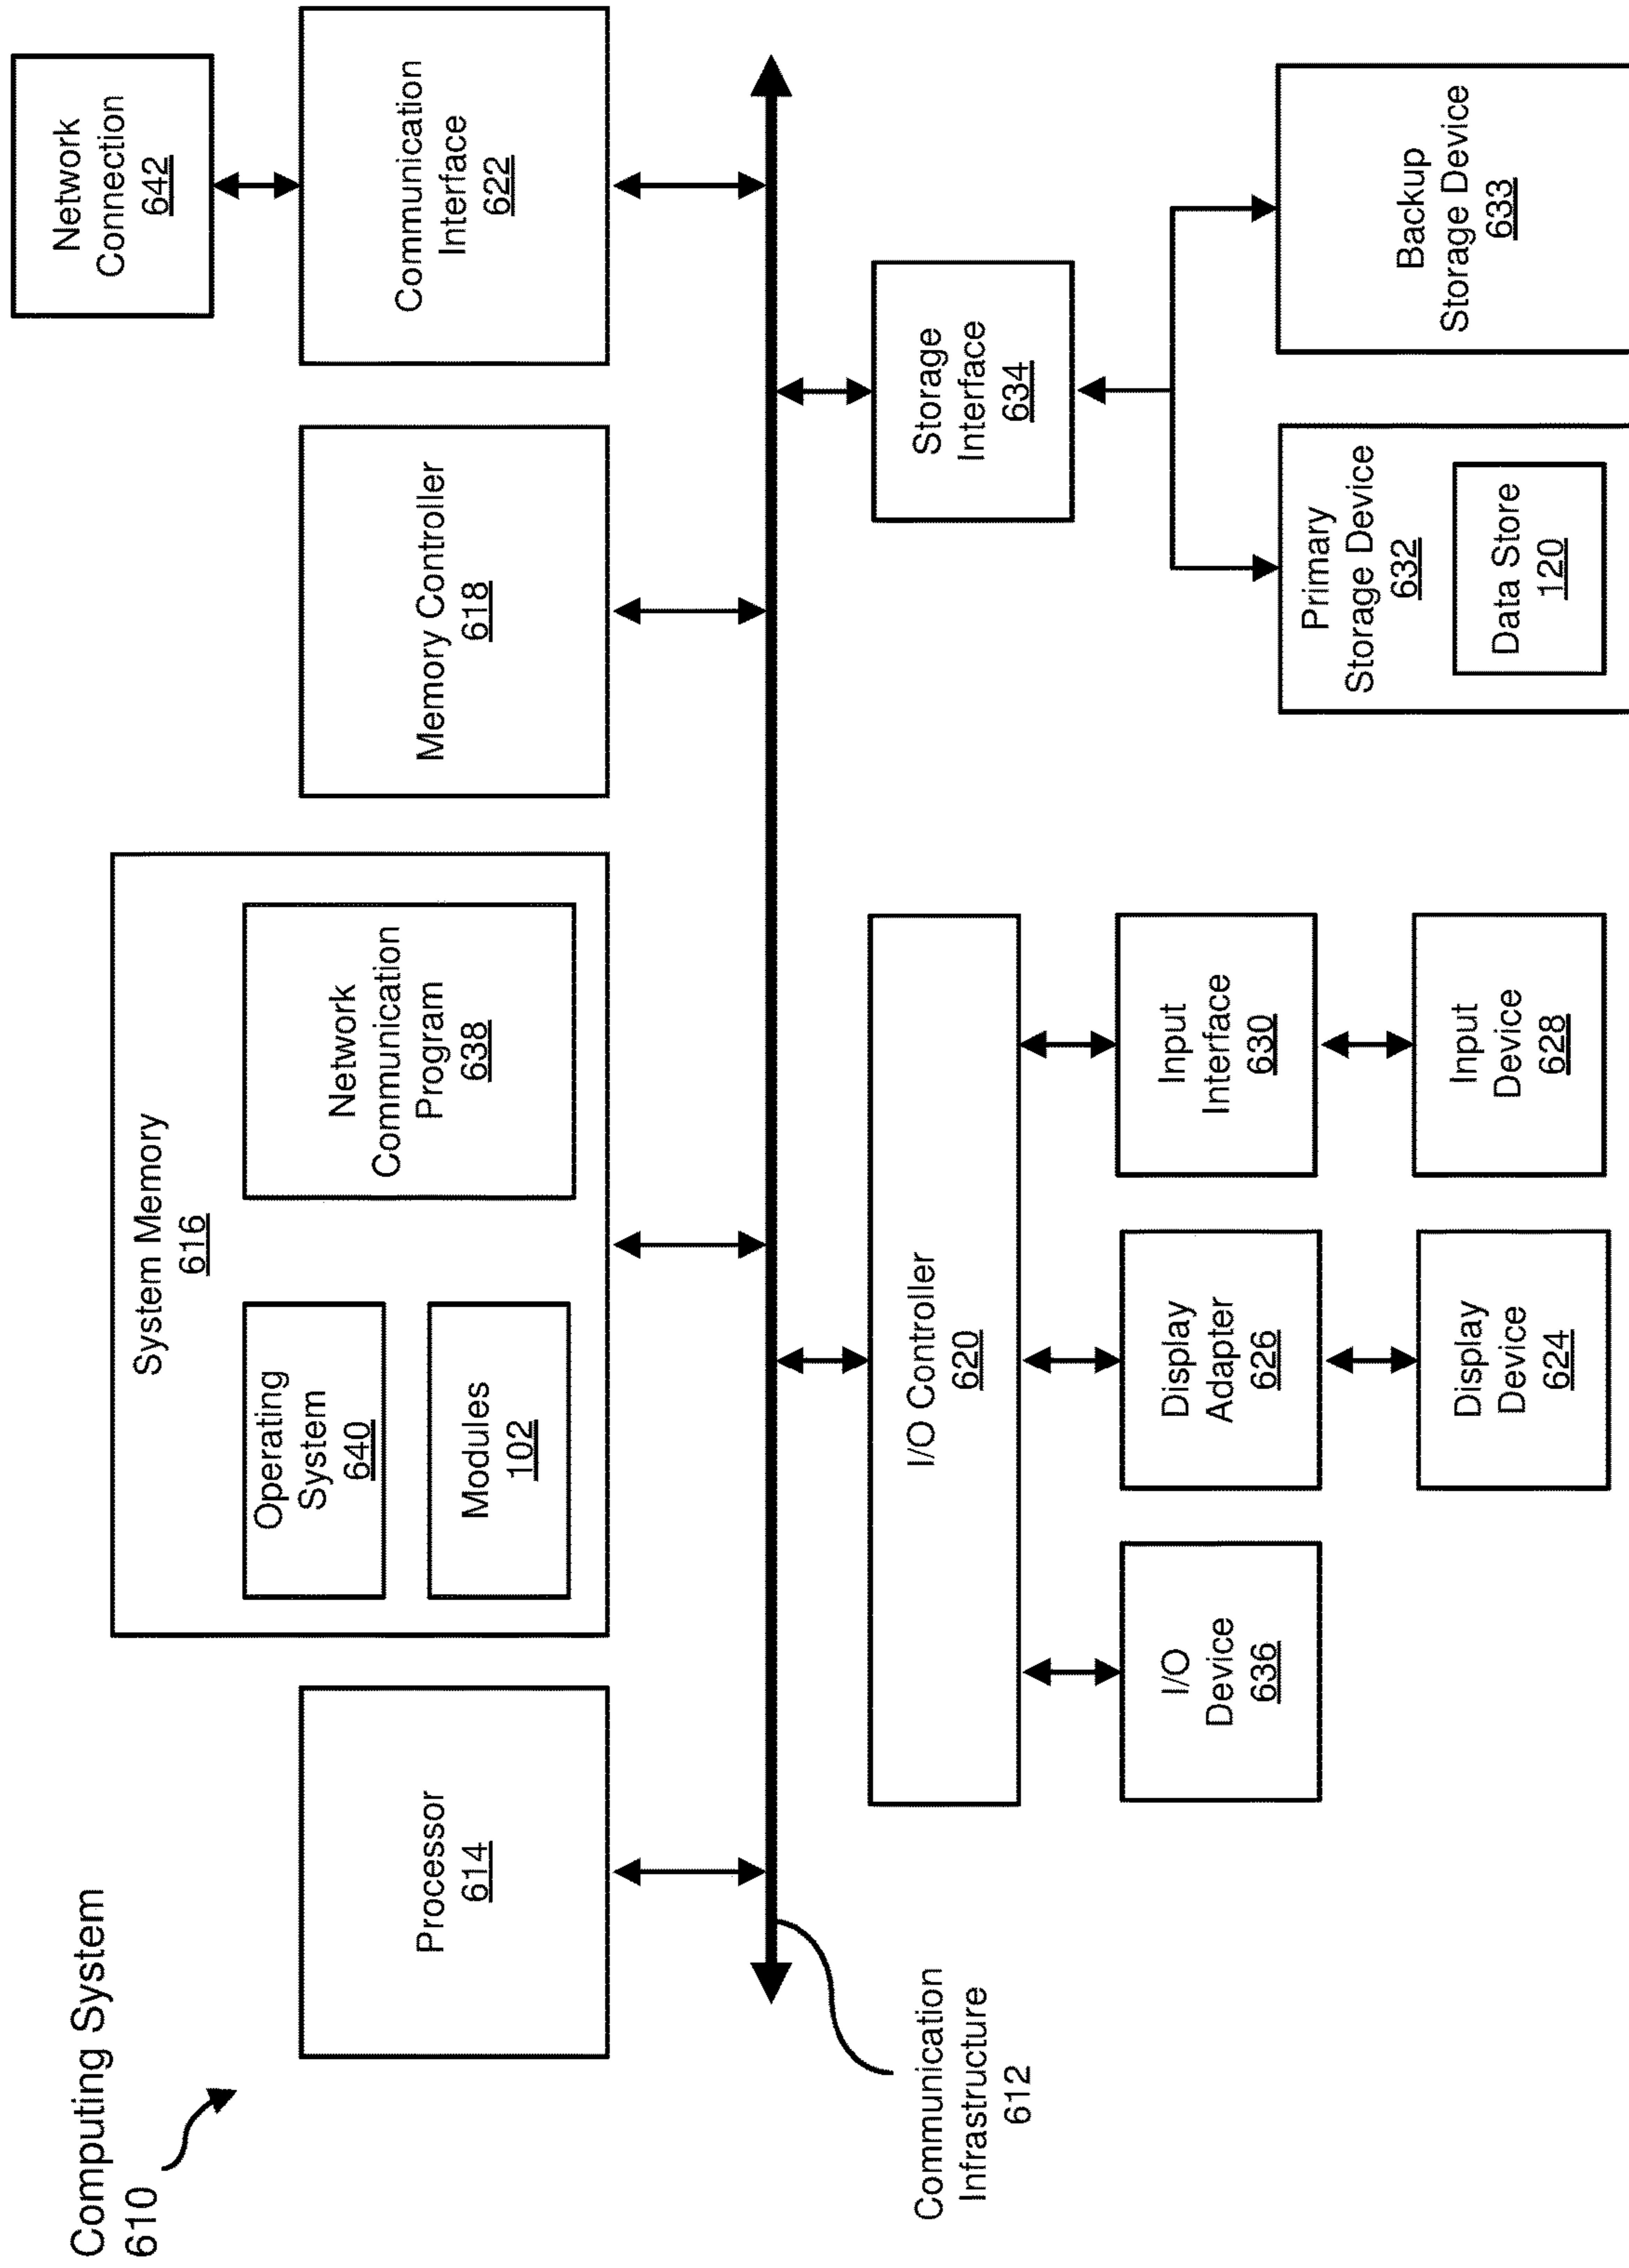 Computing System
610
Processor
614
System Memory
616
Operating
System
640
Modules
102
Network
Communication
Program
638
Memory Controller
618
Network
Connection
642
Communication
Interface
622
Communication
Infrastructure
612
I/O Controller
620
I/O
Device
636
Display
Adapter
626
Display
Device
624
Input
Interface
630
Input
Device
628
Storage
Interface
634
Primary
Storage Device
632
Data Store
120
Backup
Storage Device
633